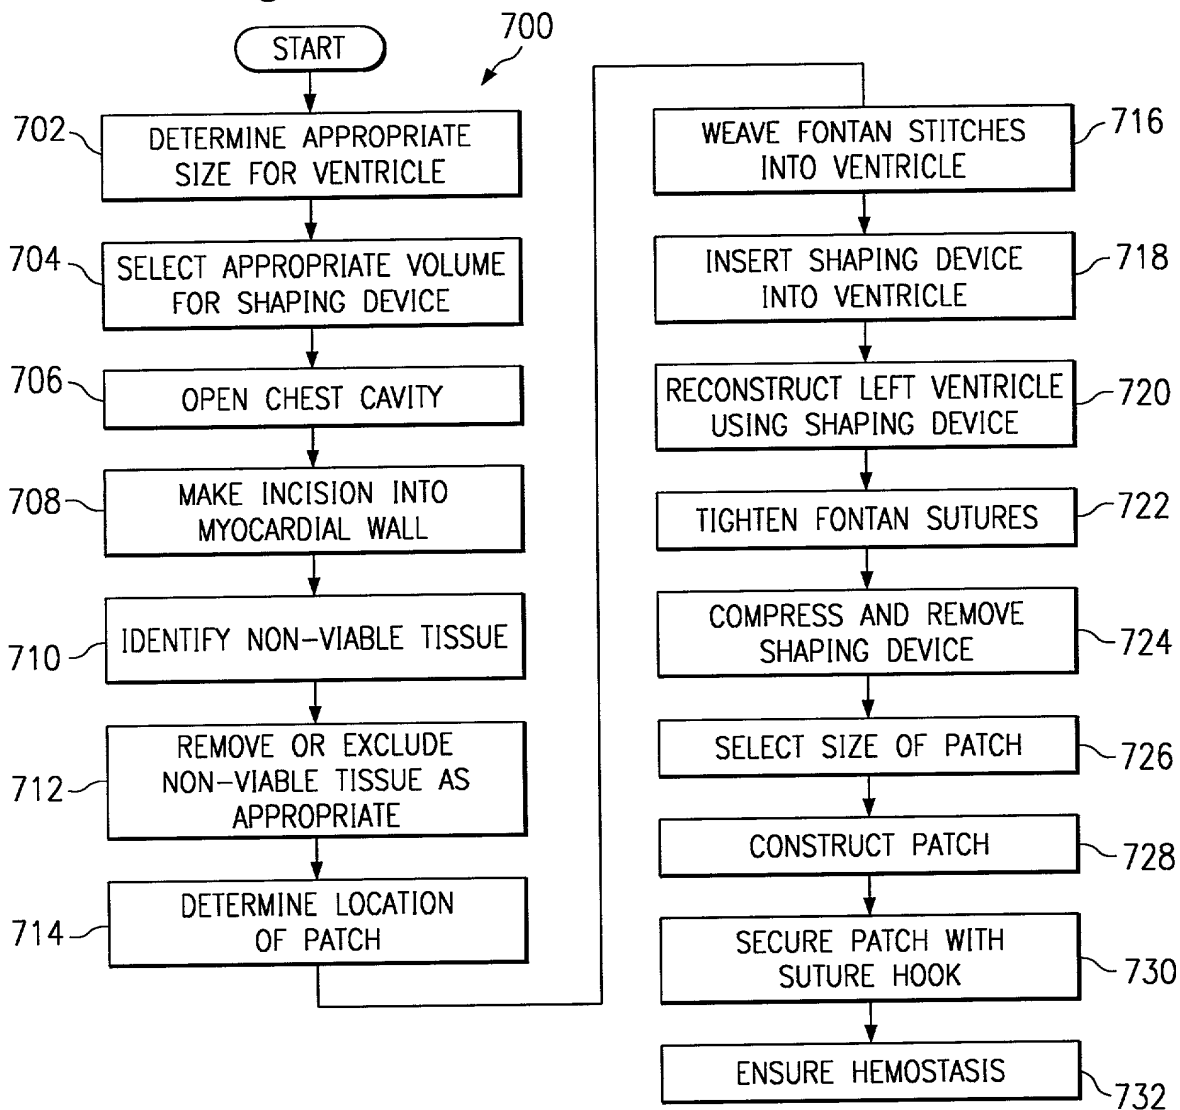 START
700
702
DETERMINE APPROPRIATE
SIZE FOR VENTRICLE
704
SELECT APPROPRIATE VOLUME
FOR SHAPING DEVICE
706
OPEN CHEST CAVITY
708
MAKE INCISION INTO
MYOCARDIAL WALL
710
IDENTIFY NON-VIABLE TISSUE
712
REMOVE OR EXCLUDE
NON-VIABLE TISSUE AS
APPROPRIATE
714
DETERMINE LOCATION
OF PATCH
WEAVE FONTAN STITCHES
INTO VENTRICLE
716
INSERT SHAPING DEVICE
INTO VENTRICLE
718
RECONSTRUCT LEFT VENTRICLE
USING SHAPING DEVICE
720
TIGHTEN FONTAN SUTURES
722
COMPRESS AND REMOVE
SHAPING DEVICE
724
SELECT SIZE OF PATCH
726
CONSTRUCT PATCH
728
SECURE PATCH WITH
SUTURE HOOK
730
ENSURE HEMOSTASIS
732